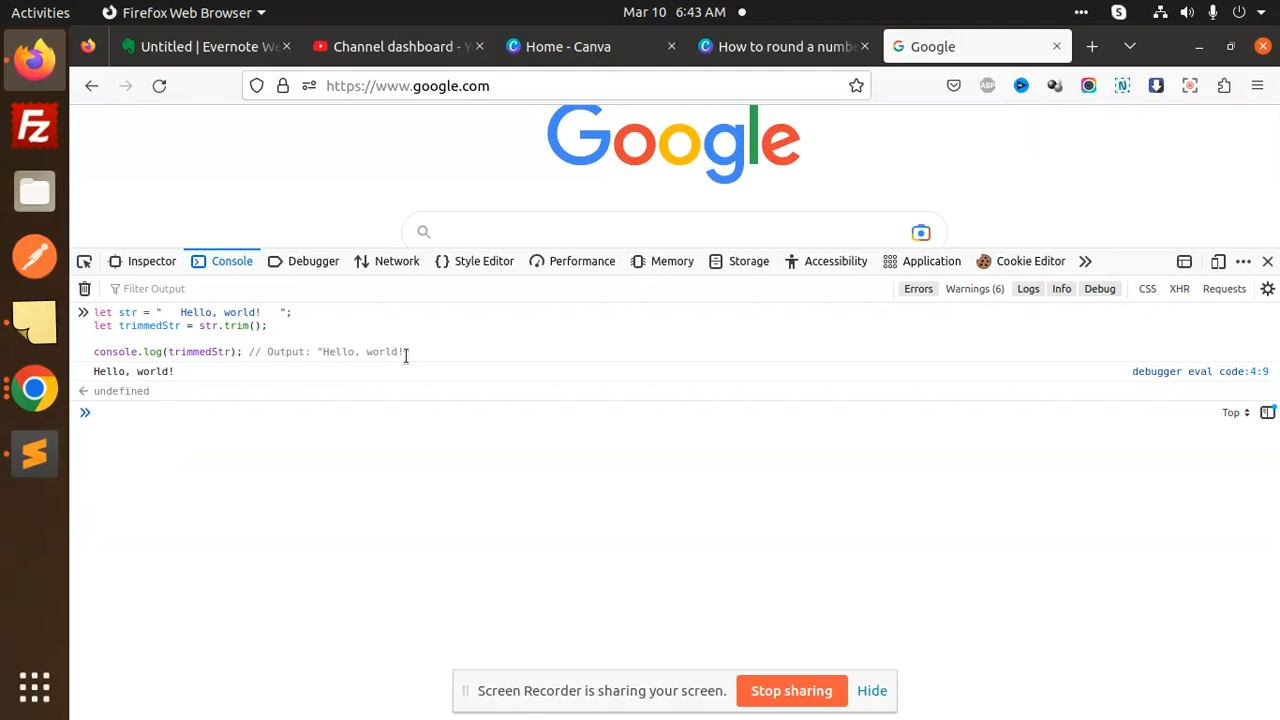 Activities
Firefox Web Browser
Mar 10 6:43 AM
Untitled | Evernote We
Channel dashboard - Y
Home - Canva
How to round a numbe
Google
https://www.google.com
Google
Inspector
Console
Debugger
Network
Style Editor
Performance
Memory
Storage
Accessibility
Application
Cookie Editor
Filter Output
Errors
Warnings (6)
Logs
Info
Debug
CSS
XHR
Requests
let str = "   Hello, world!   ";
let trimmedStr = str.trim();
console.log(trimmedStr); // Output: "Hello, world!
Hello, world!
debugger eval code:4:9
undefined
Top
Screen Recorder is sharing your screen.
Stop sharing
Hide